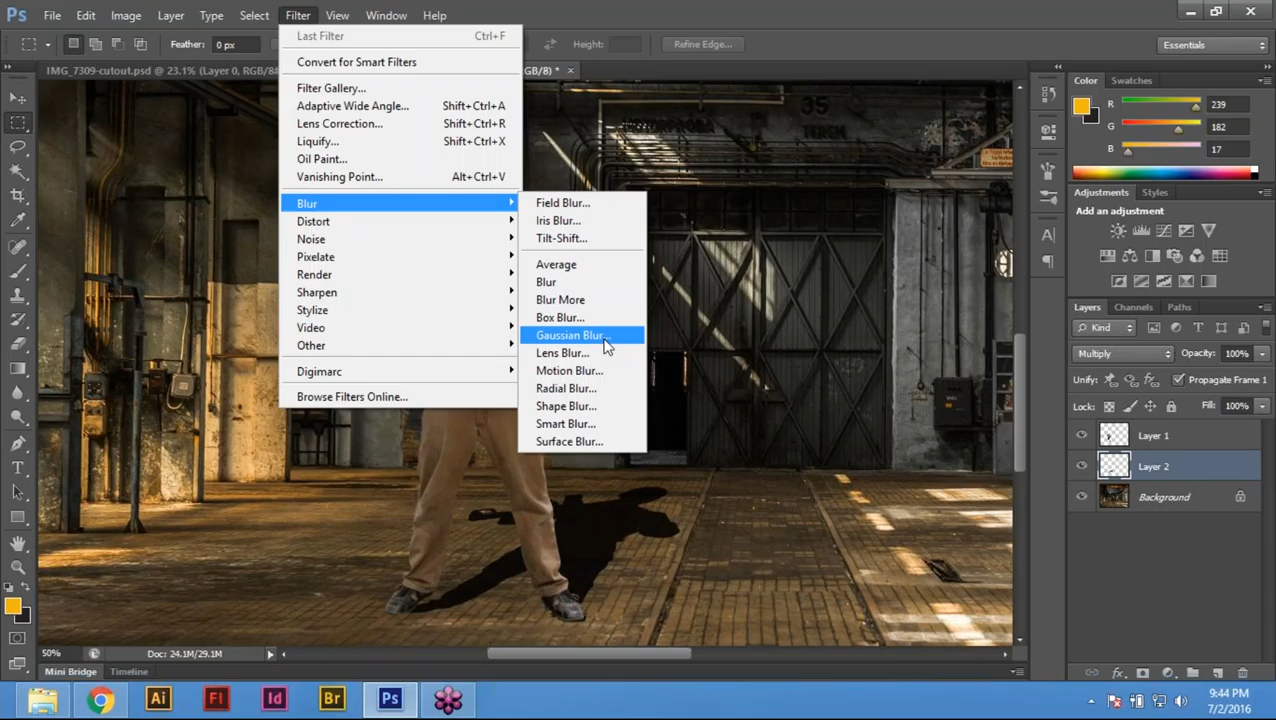 Ps File Edit Image Layer Type Select Filter View Window Help
Feather: 0 px Height: Refine Edge... Essentials
IMG_7309-cutout.psd @ 23.1% (Layer 0, RGB/8# GB/8) * ×
Last Filter Ctrl+F
Convert for Smart Filters
Filter Gallery...
Adaptive Wide Angle... Shift+Ctrl+A
Lens Correction... Shift+Ctrl+R
Liquify... Shift+Ctrl+X
Oil Paint...
Vanishing Point... Alt+Ctrl+V
Blur
Distort
Noise
Pixelate
Render
Sharpen
Stylize
Video
Other
Digimarc
Browse Filters Online...
Field Blur...
Iris Blur...
Tilt-Shift...
Average
Blur
Blur More
Box Blur...
Gaussian Blur...
Lens Blur...
Motion Blur...
Radial Blur...
Shape Blur...
Smart Blur...
Surface Blur...
35
Color Swatches
R 239
G 182
B 17
Adjustments Styles
Add an adjustment
Layers Channels Paths
Kind
Multiply Opacity: 100%
Unify: Propagate Frame 1
Lock: Fill: 100%
Layer 1
Layer 2
Background
50% Doc: 24.1M/29.1M
Mini Bridge Timeline
Ai Fl Id Br Ps
9:44 PM
7/2/2016